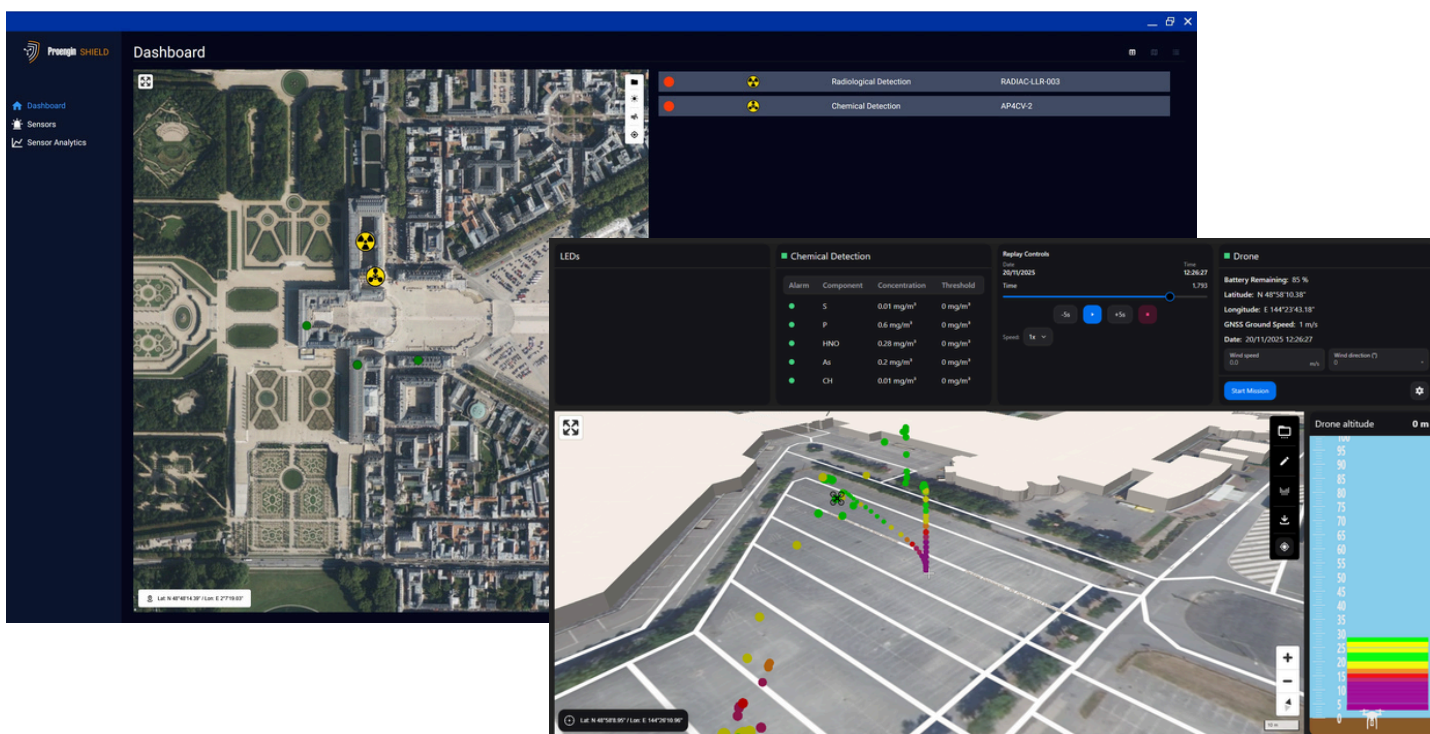 Proengin SHIELD
Dashboard
Dashboard
Sensors
Sensor Analytics
Radiological Detection RADIAC-LLR-003
Chemical Detection AP4CV-2
Lat: N 48°48'14.38" / Lon: E 2°7'19.03"
LEDs
Chemical Detection
Alarm Component Concentration Threshold
S 0.01 mg/m³ 0 mg/m³
P 0.6 mg/m³ 0 mg/m³
HNO 0.28 mg/m³ 0 mg/m³
As 0.2 mg/m³ 0 mg/m³
CH 0.01 mg/m³ 0 mg/m³
Replay Controls
Date Time
20/11/2025 12:26:27
Time 1,793
-5s +5s
Speed: 1x
Drone
Battery Remaining: 85 %
Latitude: N 48°58'10.38"
Longitude: E 144°23'43.18"
GNSS Ground Speed: 1 m/s
Date: 20/11/2025 12:26:27
Wind speed Wind direction (°)
0.0 m/s 0
Start Mission
Drone altitude 0 m
100
95
90
85
80
75
70
65
60
55
50
45
40
35
30
25
20
15
10
5
0
Lat: N 48°58'8.95" / Lon: E 144°26'10.96"
10 m